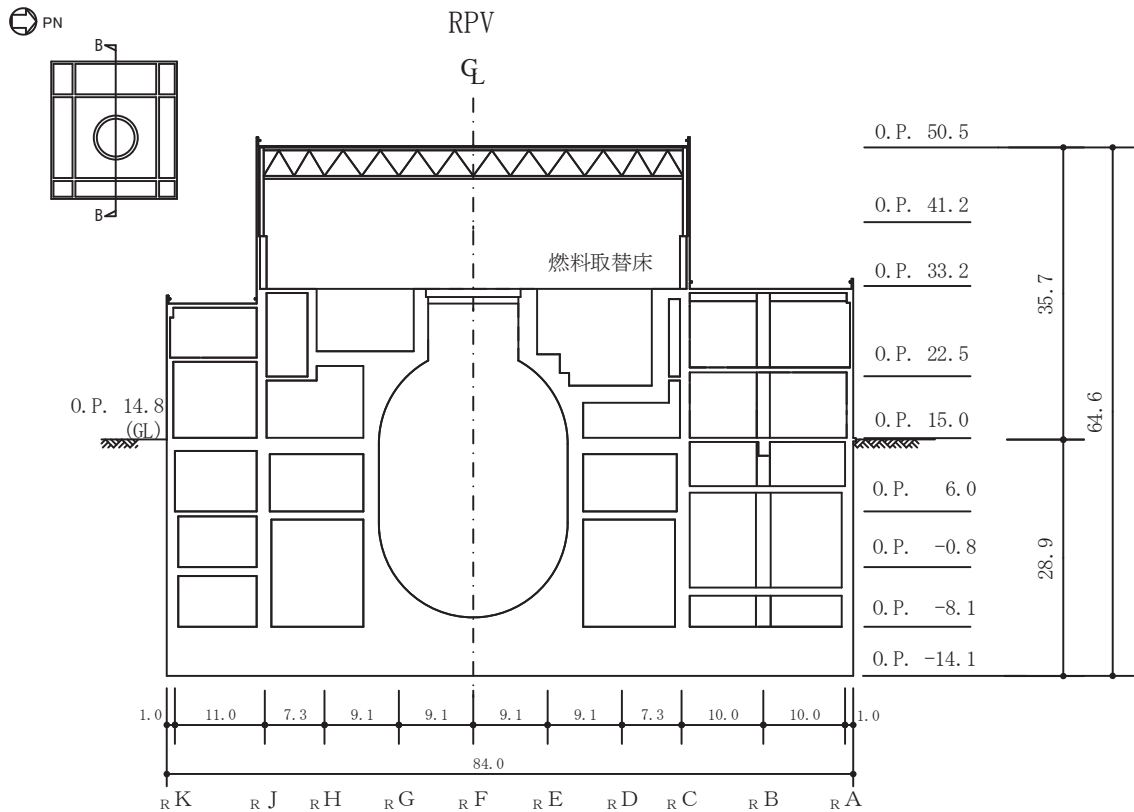 PN
RPV
B
℄
B
O.P. 50.5
O.P. 41.2
燃料取替床
O.P. 33.2
35.7
O.P. 22.5
O.P. 14.8
(GL)
O.P. 15.0
64.6
O.P. 6.0
O.P. -0.8
28.9
O.P. -8.1
O.P. -14.1
1.0 11.0 7.3 9.1 9.1 9.1 9.1 7.3 10.0 10.0 1.0
84.0
RK RJ RH RG RF RE RD RC RB RA